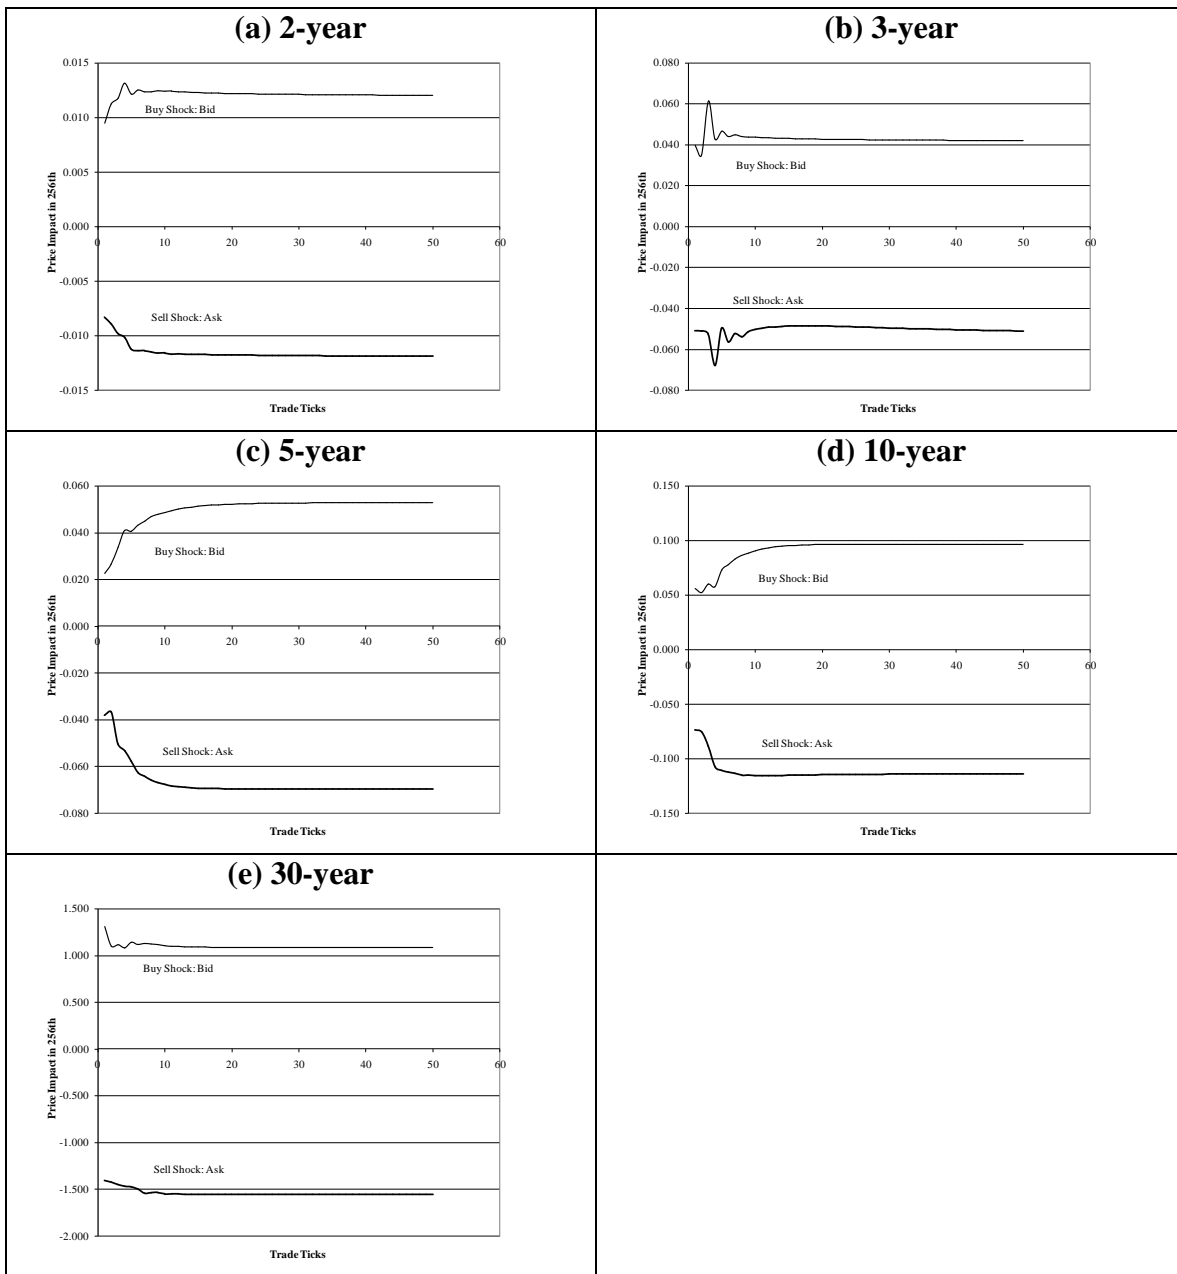 (a) 2-year
0.015
0.010
0.005
0.000
-0.005
-0.010
-0.015
0 10 20 30 40 50 60
Buy Shock: Bid
Sell Shock: Ask
Price Impact in 256th
Trade Ticks
(b) 3-year
0.080
0.060
0.040
0.020
0.000
-0.020
-0.040
-0.060
-0.080
0 10 20 30 40 50 60
Buy Shock: Bid
Sell Shock: Ask
Price Impact in 256th
Trade Ticks
(c) 5-year
0.060
0.040
0.020
0.000
-0.020
-0.040
-0.060
-0.080
0 10 20 30 40 50 60
Buy Shock: Bid
Sell Shock: Ask
Price Impact in 256th
Trade Ticks
(d) 10-year
0.150
0.100
0.050
0.000
-0.050
-0.100
-0.150
0 10 20 30 40 50 60
Buy Shock: Bid
Sell Shock: Ask
Price Impact in 256th
Trade Ticks
(e) 30-year
1.500
1.000
0.500
0.000
-0.500
-1.000
-1.500
-2.000
0 10 20 30 40 50 60
Buy Shock: Bid
Sell Shock: Ask
Price Impact in 256th
Trade Ticks